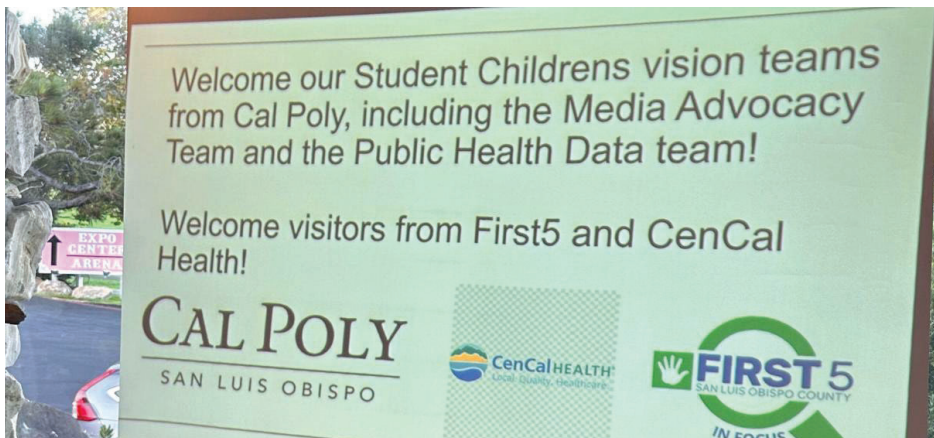 Welcome our Student Childrens vision teams
from Cal Poly, including the Media Advocacy
Team and the Public Health Data team!
Welcome visitors from First5 and CenCal
Health!
EXPO
CENTER
ARENA
CAL POLY
SAN LUIS OBISPO
CenCal HEALTH
Local. Quality. Healthcare.
FIRST 5
SAN LUIS OBISPO COUNTY
IN FOCUS